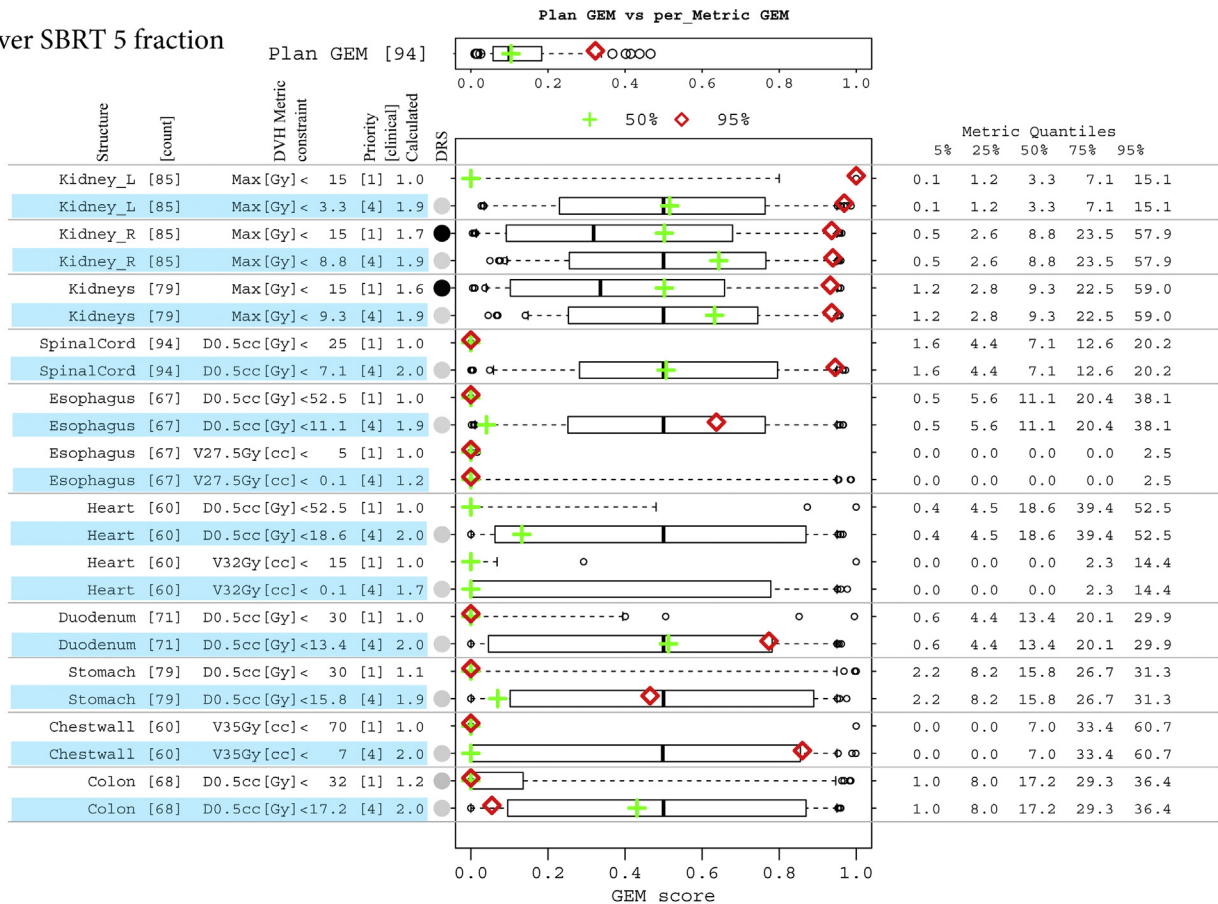 Plan GEM vs per_Metric GEM
ver SBRT 5 fraction
Plan GEM [94]
0.0 0.2 0.4 0.6 0.8 1.0
50% 95%
Structure [count] DVH Metric constraint Priority [clinical] Calculated DRS
Metric Quantiles
5% 25% 50% 75% 95%
Kidney_L [85] Max[Gy]< 15 [1] 1.0 0.1 1.2 3.3 7.1 15.1
Kidney_L [85] Max[Gy]< 3.3 [4] 1.9 0.1 1.2 3.3 7.1 15.1
Kidney_R [85] Max[Gy]< 15 [1] 1.7 0.5 2.6 8.8 23.5 57.9
Kidney_R [85] Max[Gy]< 8.8 [4] 1.9 0.5 2.6 8.8 23.5 57.9
Kidneys [79] Max[Gy]< 15 [1] 1.6 1.2 2.8 9.3 22.5 59.0
Kidneys [79] Max[Gy]< 9.3 [4] 1.9 1.2 2.8 9.3 22.5 59.0
SpinalCord [94] D0.5cc[Gy]< 25 [1] 1.0 1.6 4.4 7.1 12.6 20.2
SpinalCord [94] D0.5cc[Gy]< 7.1 [4] 2.0 1.6 4.4 7.1 12.6 20.2
Esophagus [67] D0.5cc[Gy]<52.5 [1] 1.0 0.5 5.6 11.1 20.4 38.1
Esophagus [67] D0.5cc[Gy]<11.1 [4] 1.9 0.5 5.6 11.1 20.4 38.1
Esophagus [67] V27.5Gy[cc]< 5 [1] 1.0 0.0 0.0 0.0 0.0 2.5
Esophagus [67] V27.5Gy[cc]< 0.1 [4] 1.2 0.0 0.0 0.0 0.0 2.5
Heart [60] D0.5cc[Gy]<52.5 [1] 1.0 0.4 4.5 18.6 39.4 52.5
Heart [60] D0.5cc[Gy]<18.6 [4] 2.0 0.4 4.5 18.6 39.4 52.5
Heart [60] V32Gy[cc]< 15 [1] 1.0 0.0 0.0 0.0 2.3 14.4
Heart [60] V32Gy[cc]< 0.1 [4] 1.7 0.0 0.0 0.0 2.3 14.4
Duodenum [71] D0.5cc[Gy]< 30 [1] 1.0 0.6 4.4 13.4 20.1 29.9
Duodenum [71] D0.5cc[Gy]<13.4 [4] 2.0 0.6 4.4 13.4 20.1 29.9
Stomach [79] D0.5cc[Gy]< 30 [1] 1.1 2.2 8.2 15.8 26.7 31.3
Stomach [79] D0.5cc[Gy]<15.8 [4] 1.9 2.2 8.2 15.8 26.7 31.3
Chestwall [60] V35Gy[cc]< 70 [1] 1.0 0.0 0.0 7.0 33.4 60.7
Chestwall [60] V35Gy[cc]< 7 [4] 2.0 0.0 0.0 7.0 33.4 60.7
Colon [68] D0.5cc[Gy]< 32 [1] 1.2 1.0 8.0 17.2 29.3 36.4
Colon [68] D0.5cc[Gy]<17.2 [4] 2.0 1.0 8.0 17.2 29.3 36.4
0.0 0.2 0.4 0.6 0.8 1.0
GEM score